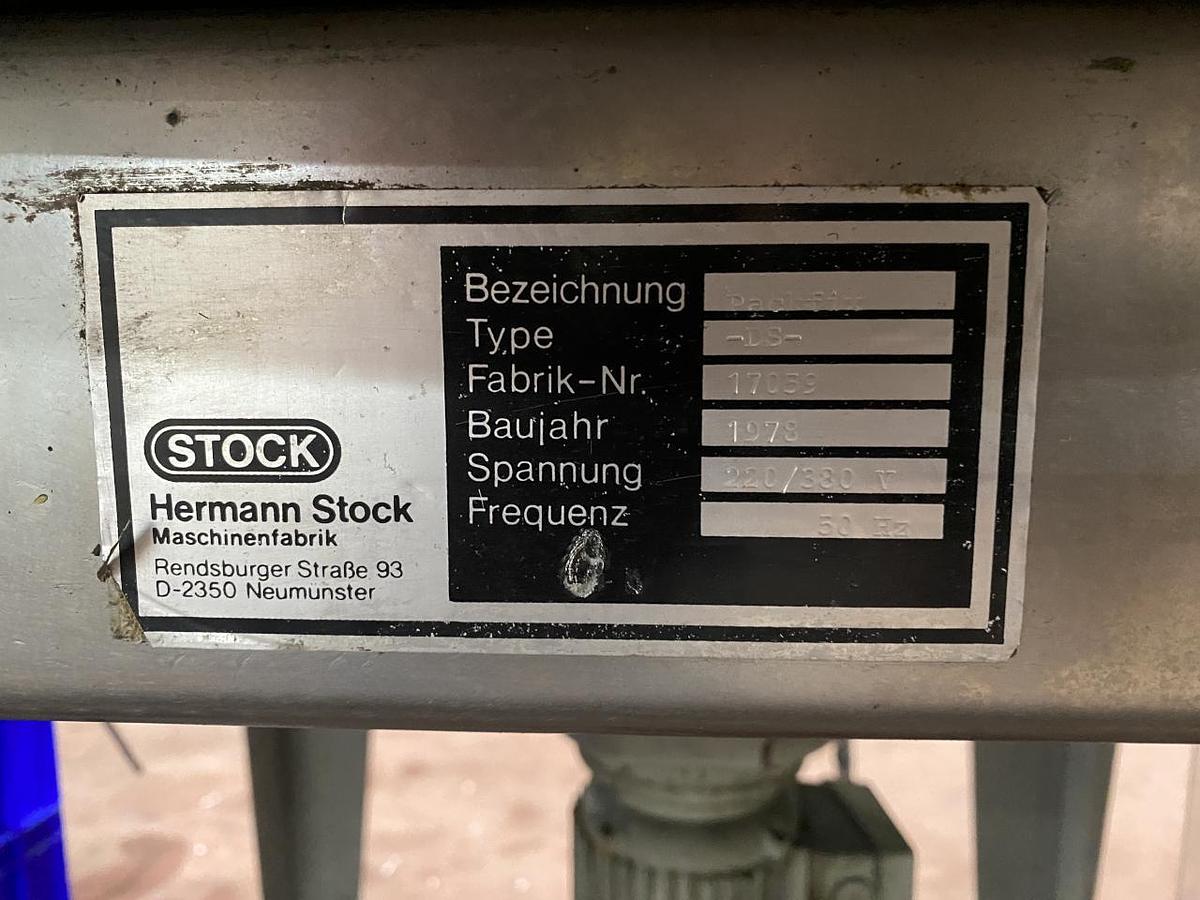 STOCK
Hermann Stock
Maschinenfabrik
Rendsburger Straße 93
D-2350 Neumünster
Bezeichnung
Type -DS-
Fabrik-Nr. 17059
Baujahr 1978
Spannung 220/380 V
Frequenz 50 Hz